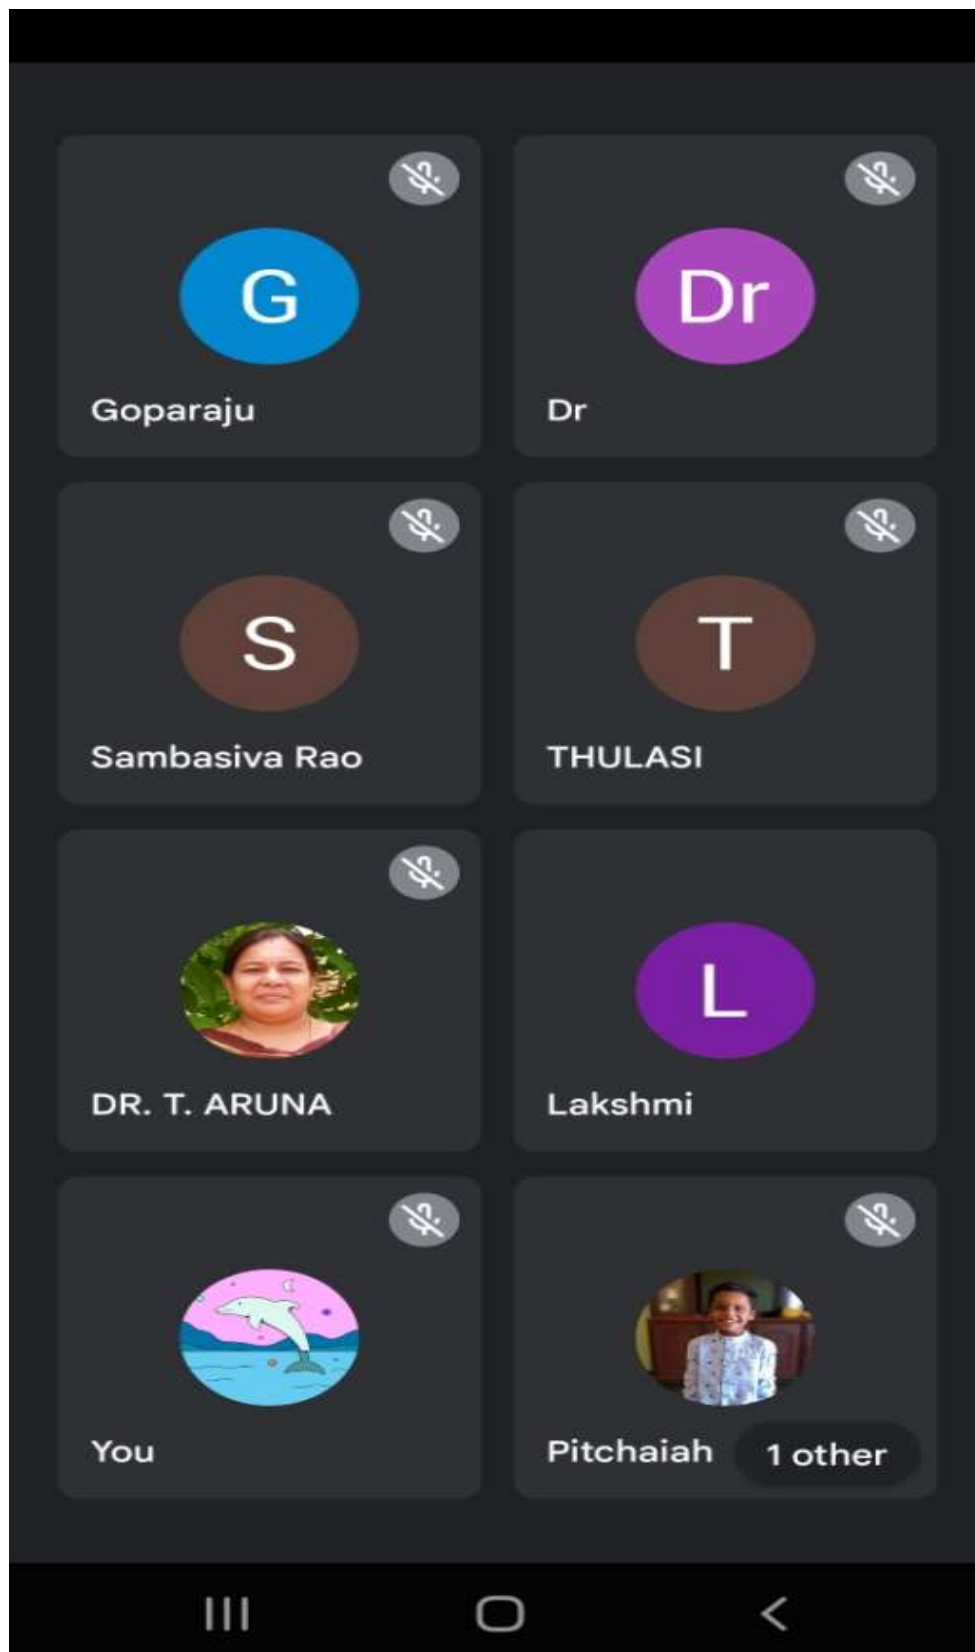 G
Dr
Goparaju
Dr
S
T
Sambasiva Rao
THULASI
L
DR. T. ARUNA
Lakshmi
You
Pitchaiah
1 other